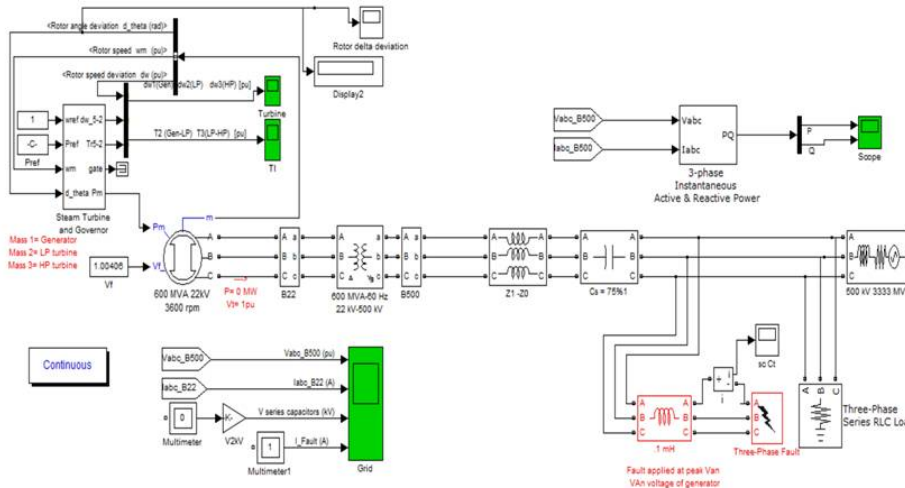 <Rotor angle deviation d_theta (rad)>
<Rotor speed wm (pu)>
<Rotor speed deviation dw (pu)>
Rotor delta deviation
Display2
dw1(Gen) dw2(LP) dw3(HP) [pu]
Turbine
T2 (Gen-LP) T3(LP-HP) [pu]
TI
1
-C-
Pref
wref dw_5-2
Pref Tr5-2
wm gate
d_theta Pm
Steam Turbine
and Governor
Mass 1= Generator
Mass 2= LP turbine
Mass 3= HP turbine
1.00406
Vf
Pm
m
Vf_
A
B
C
600 MVA 22kV
3600 rpm
P= 0 MW
Vt= 1pu
A a
B b
C c
B22
A a
B b
C c
600 MVA-60 Hz
22 kV-500 kV
A a
B b
C c
B500
A A
B B
C C
Z1 -Z0
A A
B B
C C
Cs = 75%1
A
B
C
500 kV 3333 MV
Vabc_B500
Iabc_B500
Vabc
Iabc
PQ
3-phase
Instantaneous
Active & Reactive Power
P
Q
Scope
Continuous
Vabc_B500
Vabc_B500 (pu)
Iabc_B22
Iabc_B22 (A)
0
Multimeter
-K-
V2kV
V series capacitors (kV)
1
Multimeter1
I_Fault (A)
Grid
sc Ct
+ i
-
i
A A
B B
C C
.1 mH
A
B
C
Three-Phase Fault
Fault applied at peak Van
VAn voltage of generator
A B C
Three-Phase
Series RLC Loa